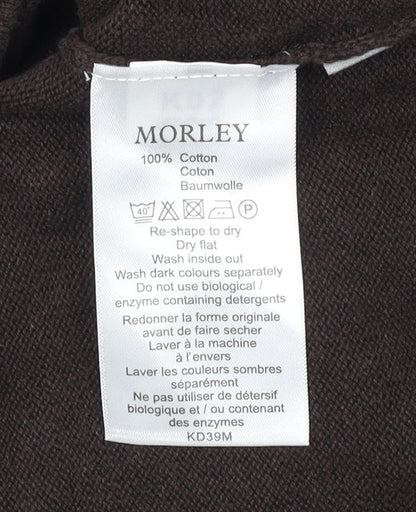 MORLEY
100% Cotton
Coton
Baumwolle
40° P
Re-shape to dry
Dry flat
Wash inside out
Wash dark colours separately
Do not use biological /
enzyme containing detergents
Redonner la forme originale
avant de faire secher
Laver à la machine
à l'envers
Laver les couleurs sombres
séparément
Ne pas utiliser de détersif
biologique et / ou contenant
des enzymes
KD39M